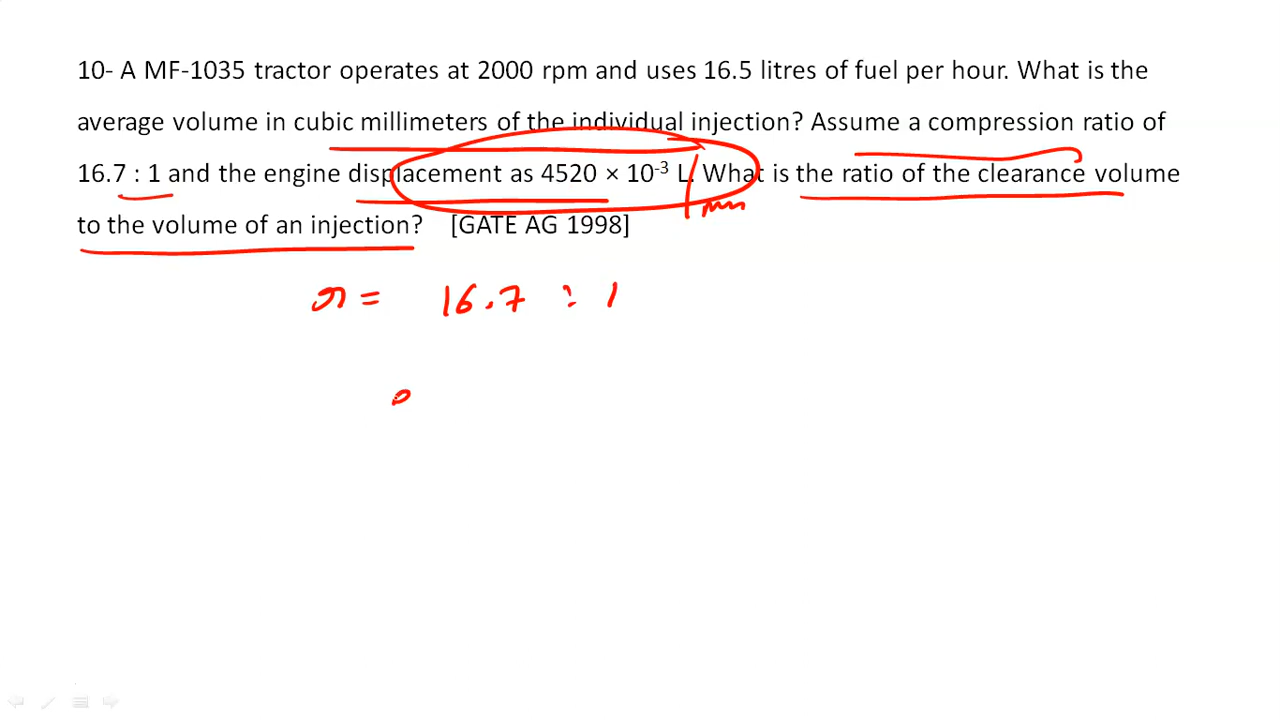 10- A MF-1035 tractor operates at 2000 rpm and uses 16.5 litres of fuel per hour. What is the
average volume in cubic millimeters of the individual injection? Assume a compression ratio of
16.7 : 1 and the engine displacement as 4520 × 10⁻³ L. What is the ratio of the clearance volume
to the volume of an injection? [GATE AG 1998]
r = 16.7 : 1